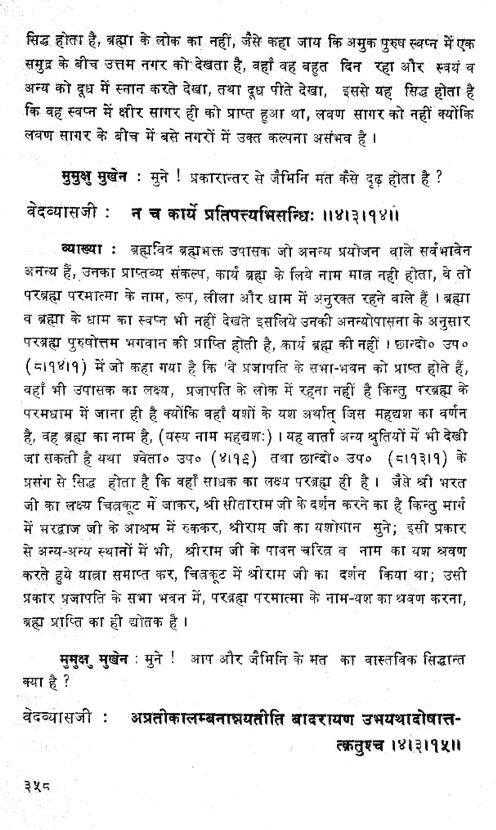 सिद्ध होता है, ब्रह्मा के लोक का नहीं, जैसे कहा जाय कि अमुक पुरुष स्वप्न में एक
समुद्र के बीच उत्तम नगर को देखता है, वहाँ वह बहुत दिन रहा और स्वयं व
अन्य को दूध में स्नान करते देखा, तथा दूध पीते देखा, इससे यह सिद्ध होता है
कि वह स्वप्न में क्षीर सागर ही को प्राप्त हुआ था, लवण सागर को नहीं क्योंकि
लवण सागर के बीच में बसे नगरों में उक्त कल्पना असंभव है ।
मुमुक्षु मुखेन : मुने ! प्रकारान्तर से जैमिनि मत कैसे दृढ़ होता है ?
वेदव्यासजी : न च कार्ये प्रतिपत्त्यभिसन्धिः ॥४।३।१४॥
व्याख्या : ब्रह्मविद ब्रह्मभक्त उपासक जो अनन्य प्रयोजन वाले सर्वभावेन
अनन्य हैं, उनका प्राप्तव्य संकल्प, कार्य ब्रह्म के लिये नाम मात्र नही होता, वे तो
परब्रह्म परमात्मा के नाम, रूप, लीला और धाम में अनुरक्त रहने वाले हैं । ब्रह्मा
व ब्रह्मा के धाम का स्वप्न भी नहीं देखते इसलिये उनकी अनन्योपासना के अनुसार
परब्रह्म पुरुषोत्तम भगवान की प्राप्ति होती है, कार्य ब्रह्म की नहीं । छान्दो० उप०
(८।१४।१) में जो कहा गया है कि 'वे प्रजापति के सभा-भवन को प्राप्त होते हैं,
वहाँ भी उपासक का लक्ष्य, प्रजापति के लोक में रहना नहीं है किन्तु परब्रह्म के
परमधाम में जाना ही है क्योंकि वहाँ यशों के यश अर्थात् जिस महद्यश का वर्णन
है, वह ब्रह्म का नाम है, (यस्य नाम महद्यशः) । यह वार्ता अन्य श्रुतियों में भी देखी
जा सकती है यथा श्वेता० उप० (४।१९) तथा छान्दो० उप० (८।१३।१) के
प्रसंग से सिद्ध होता है कि वहाँ साधक का लक्ष्य परब्रह्म ही है । जैसे श्री भरत
जी का लक्ष्य चित्रकूट में जाकर, श्री सीताराम जी के दर्शन करने का है किन्तु मार्ग
में भरद्वाज जी के आश्रम में रुककर, श्रीराम जी का यशोगान सुने; इसी प्रकार
से अन्य-अन्य स्थानों में भी, श्रीराम जी के पावन चरित्र व नाम का यश श्रवण
करते हुये यात्रा समाप्त कर, चित्रकूट में श्रीराम जी का दर्शन किया था; उसी
प्रकार प्रजापति के सभा भवन में, परब्रह्म परमात्मा के नाम-यश का श्रवण करना,
ब्रह्म प्राप्ति का ही द्योतक है ।
मुमुक्षु मुखेन : मुने ! आप और जैमिनि के मत का वास्तविक सिद्धान्त
क्या है ?
वेदव्यासजी : अप्रतीकालम्बनान्नयतीति बादरायण उभयथादोषात्त-
त्क्रतुश्च ।४।३।१५॥
३५८